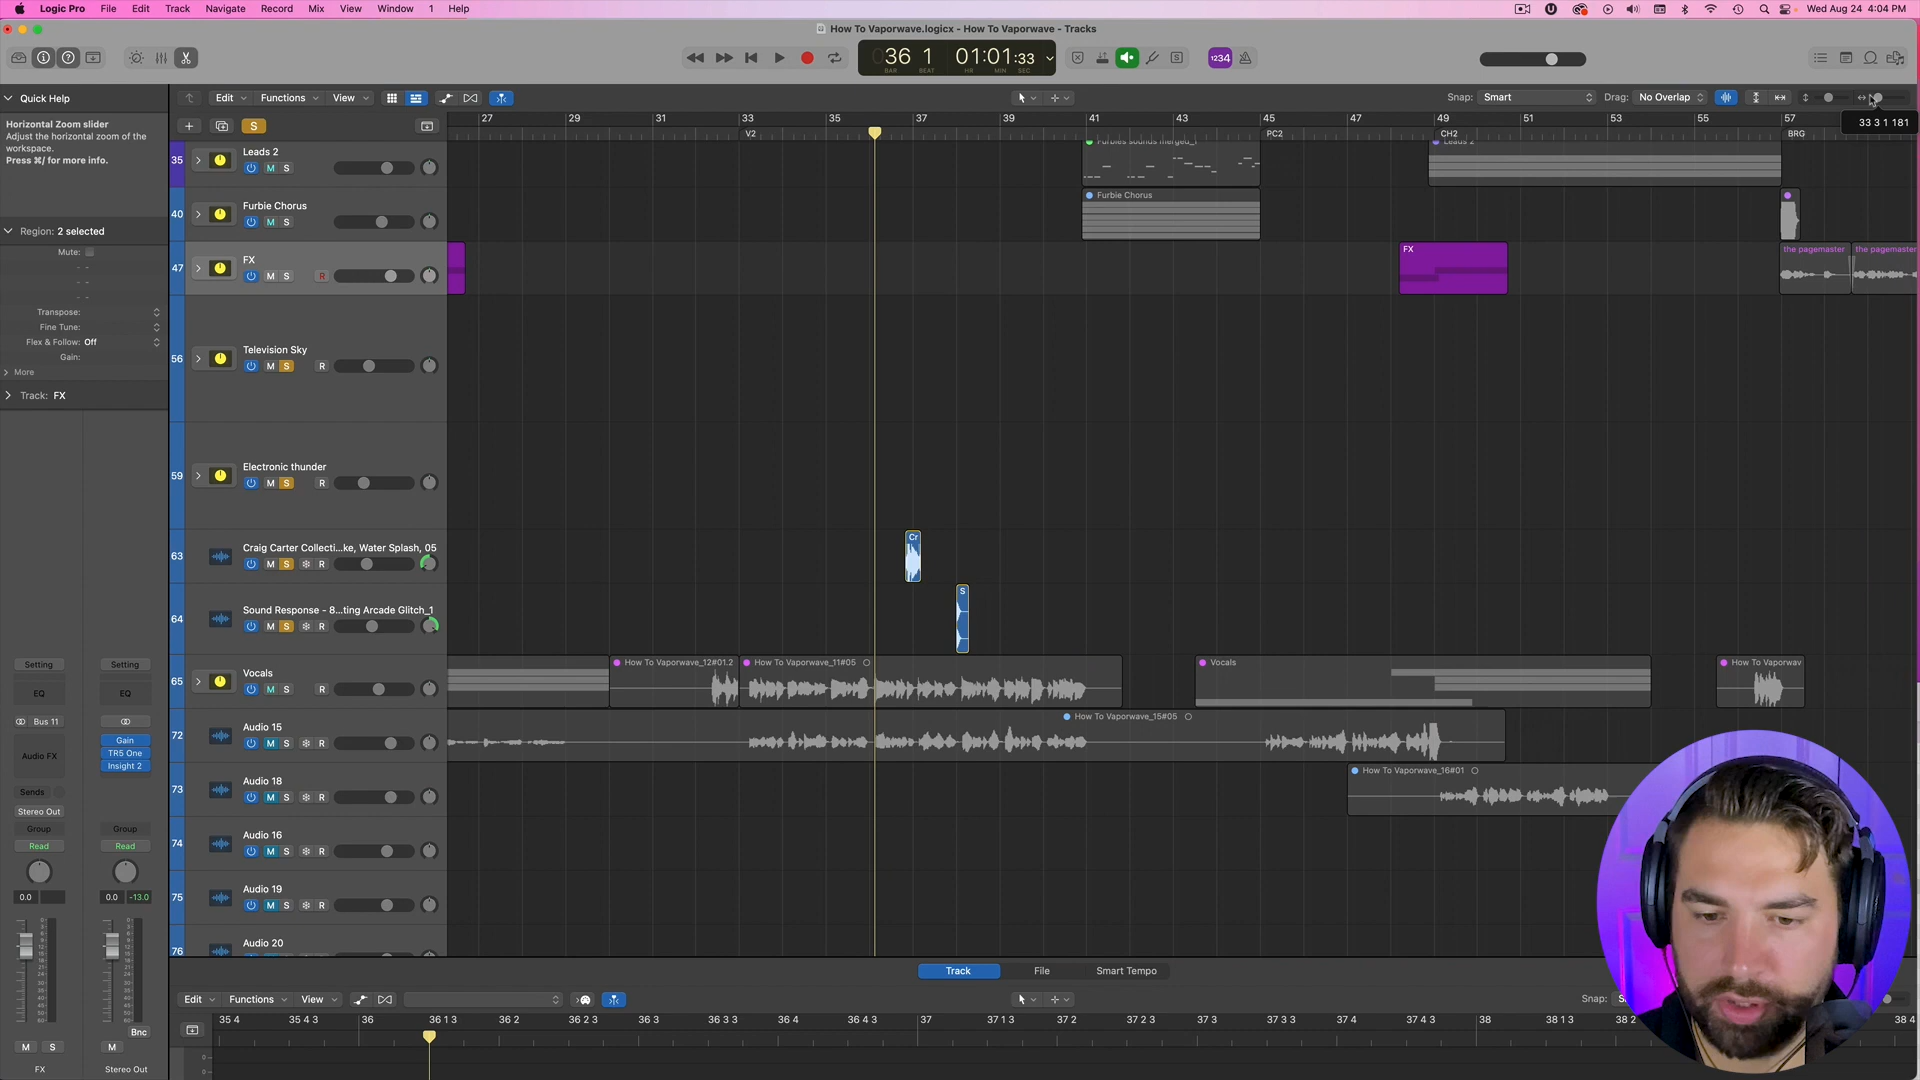 Logic Pro File Edit Track Navigate Record Mix View Window 1 Help
Wed Aug 24 4:04 PM
How To Vaporwave.logicx - How To Vaporwave - Tracks
36 1 01:01:33
BAR BEAT HR MIN SEC
1234
Quick Help
Horizontal Zoom slider
Adjust the horizontal zoom of the
workspace.
Press ⌘/ for more info.
Region: 2 selected
Mute:
Transpose:
Fine Tune:
Flex & Follow: Off
Gain:
More
Track: FX
Edit Functions View
Snap: Smart Drag: No Overlap
33 3 1 181
S
27 29 31 33 35 37 39 41 43 45 47 49 51 53 55 57
V2 PC2 CH2 BRG
35 Leads 2
M S
Furbies sounds merged_1
Leads 2
40 Furbie Chorus
M S
Furbie Chorus
47 FX
M S R
FX
the pagemaster the pagemaster
56 Television Sky
M S R
59 Electronic thunder
M S R
63 Craig Carter Collecti...ke, Water Splash, 05
M S R
Cr
64 Sound Response - 8...ting Arcade Glitch_1
M S R
S
65 Vocals
M S R
How To Vaporwave_12#01.2 How To Vaporwave_11#05 Vocals How To Vaporwav
72 Audio 15
M S R
How To Vaporwave_15#05
73 Audio 18
M S R
How To Vaporwave_16#01
74 Audio 16
M S R
75 Audio 19
M S R
76 Audio 20
Setting Setting
EQ EQ
Bus 11
Audio FX
Gain
TR5 One
Insight 2
Sends
Stereo Out
Group Group
Read Read
0.0 0.0 -13.0
Bnc
M S M
FX Stereo Out
Track File Smart Tempo
Edit Functions View
Snap:
35 4 35 4 3 36 36 1 3 36 2 36 2 3 36 3 36 3 3 36 4 36 4 3 37 37 1 3 37 2 37 2 3 37 3 37 3 3 37 4 37 4 3 38 38 1 3 38 2 38 4